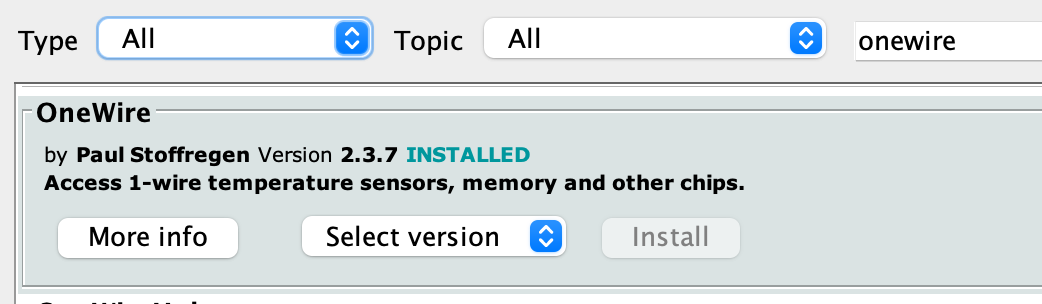 Type All Topic All onewire
OneWire
by Paul Stoffregen Version 2.3.7 INSTALLED
Access 1-wire temperature sensors, memory and other chips.
More info Select version Install